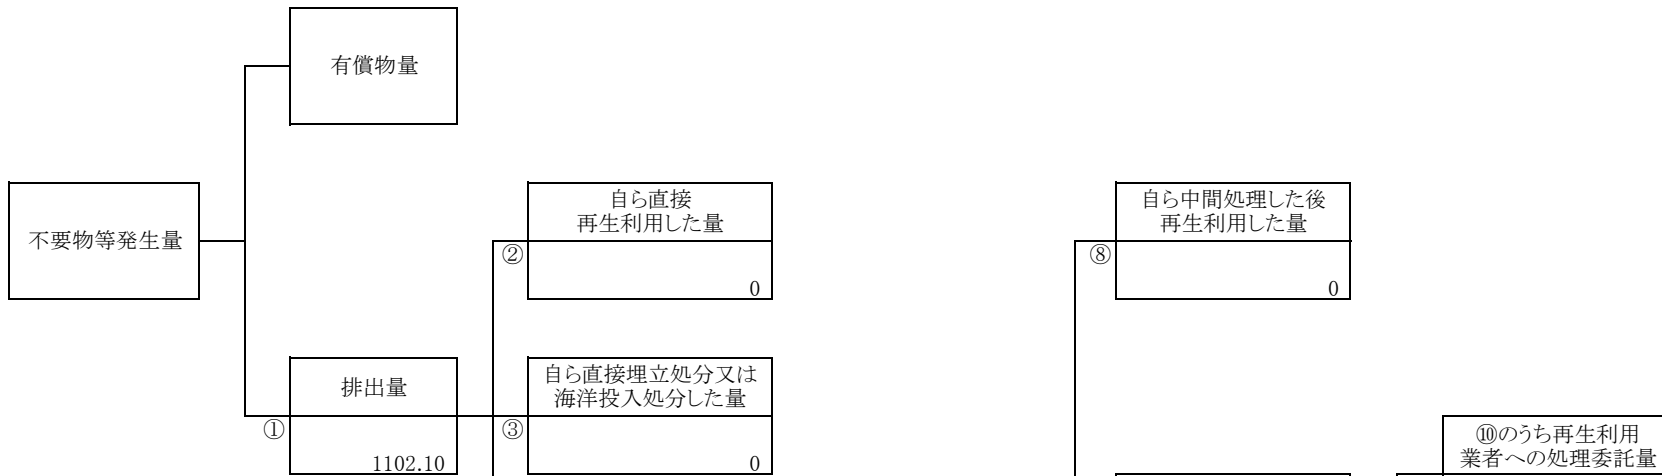 有償物量
不要物等発生量
自ら直接
再生利用した量
②
0
自ら中間処理した後
再生利用した量
⑧
0
排出量
①
1102.10
自ら直接埋立処分又は
海洋投入処分した量
③
0
⑩のうち再生利用
業者への処理委託量